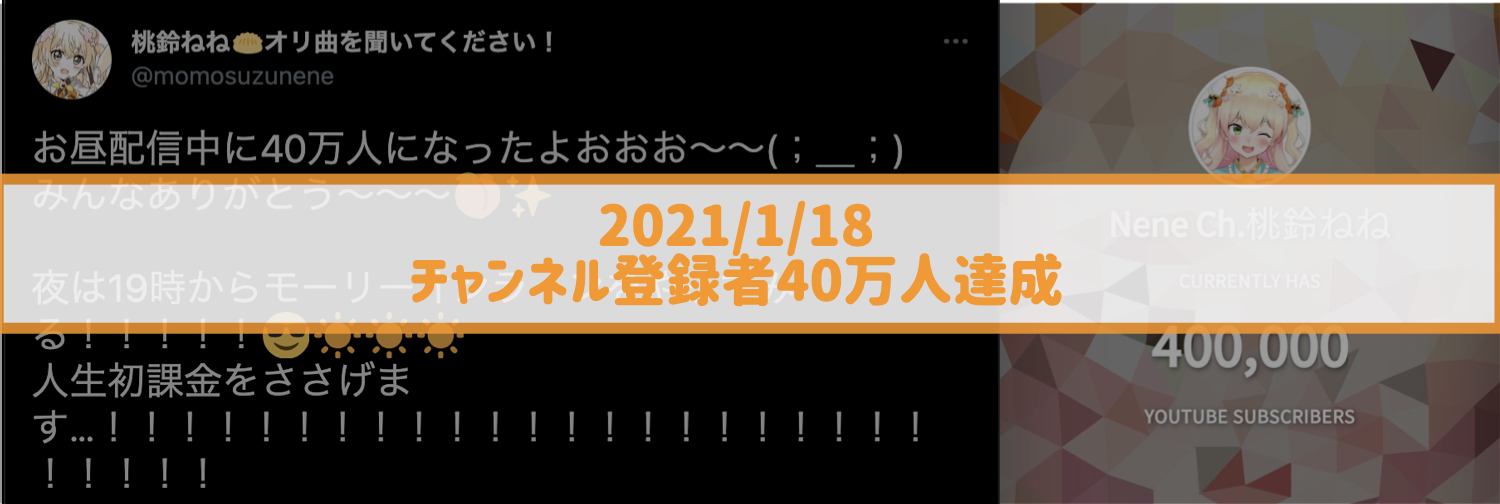 桃鈴ねね🥟オリ曲を聞いてください！
@momosuzunene
お昼配信中に40万人になったよおおお〜〜(；＿；)
みんなありがとう〜〜〜🍑✨
夜は19時からモーリー
る！！！！！😎☀️☀️☀️
人生初課金をささげま
す…！！！！！！！！！！！！！！！！！！！！！！
！！！！！
2021/1/18
チャンネル登録者40万人達成
Nene Ch.桃鈴ねね
CURRENTLY HAS
400,000
YOUTUBE SUBSCRIBERS